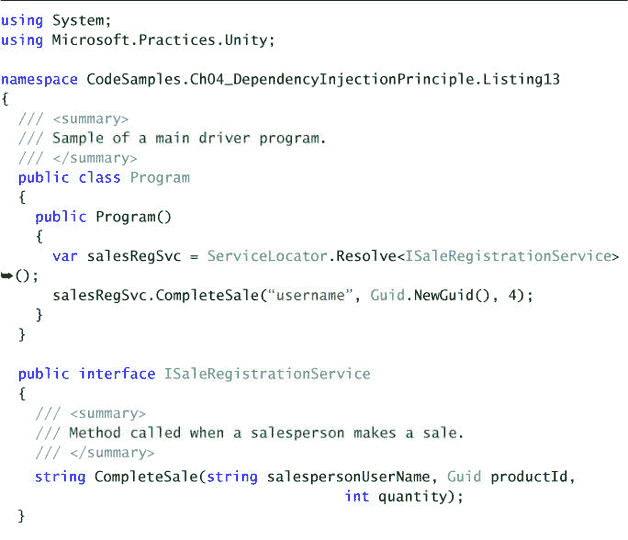 using System;
using Microsoft.Practices.Unity;
namespace CodeSamples.Ch04_DependencyInjectionPrinciple.Listing13
{
/// <summary>
/// Sample of a main driver program.
/// </summary>
public class Program
{
public Program()
{
var salesRegSvc = ServiceLocator.Resolve<ISaleRegistrationService>
➥();
salesRegSvc.CompleteSale(“username”, Guid.NewGuid(), 4);
}
}
public interface ISaleRegistrationService
{
/// <summary>
/// Method called when a salesperson makes a sale.
/// </summary>
string CompleteSale(string salespersonUserName, Guid productId,
int quantity);
}